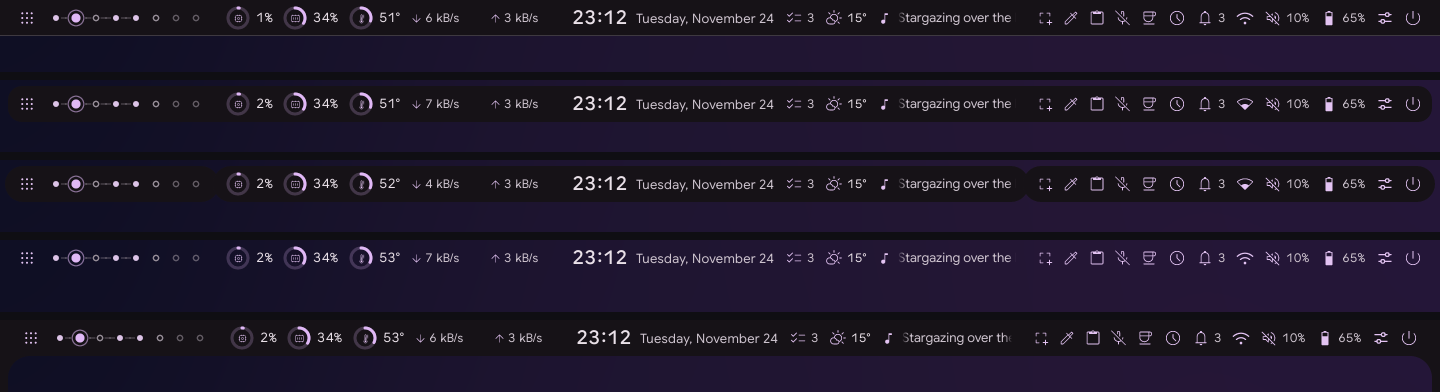 1% 34% 51° ↓ 6 kB/s ↑ 3 kB/s 23:12 Tuesday, November 24 3 15° Stargazing over the 3 10% 65%
2% 34% 51° ↓ 7 kB/s ↑ 3 kB/s 23:12 Tuesday, November 24 3 15° Stargazing over the 3 10% 65%
2% 34% 52° ↓ 4 kB/s ↑ 3 kB/s 23:12 Tuesday, November 24 3 15° Stargazing over the 3 10% 65%
2% 34% 53° ↓ 7 kB/s ↑ 3 kB/s 23:12 Tuesday, November 24 3 15° Stargazing over the 3 10% 65%
2% 34% 53° ↓ 6 kB/s ↑ 3 kB/s 23:12 Tuesday, November 24 3 15° Stargazing over th 3 10% 65%